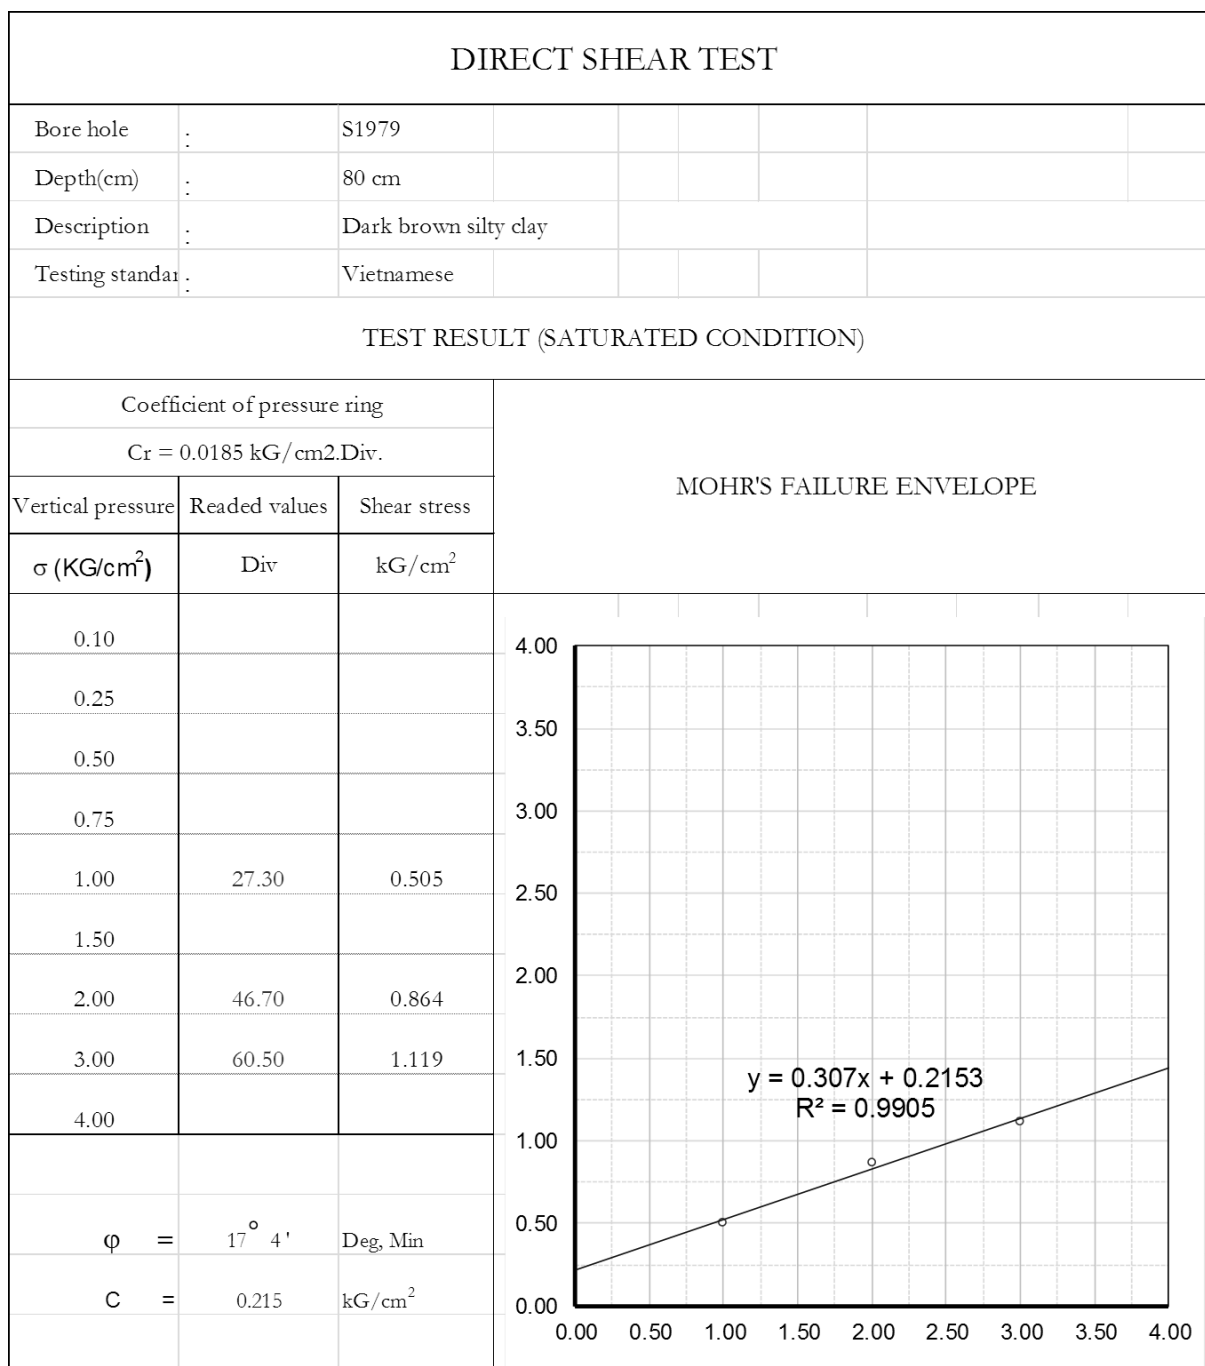 DIRECT SHEAR TEST
Bore hole : S1979
Depth(cm) : 80 cm
Description : Dark brown silty clay
Testing standar : Vietnamese
TEST RESULT (SATURATED CONDITION)
Coefficient of pressure ring
Cr = 0.0185 kG/cm2.Div.
MOHR'S FAILURE ENVELOPE
Vertical pressure Readed values Shear stress
σ (KG/cm²) Div kG/cm²
0.10
0.25
0.50
0.75
1.00 27.30 0.505
1.50
2.00 46.70 0.864
3.00 60.50 1.119
4.00
φ = 17° 4 ' Deg, Min
C = 0.215 kG/cm²
4.00
3.50
3.00
2.50
2.00
1.50
1.00
0.50
0.00
y = 0.307x + 0.2153
R² = 0.9905
0.00 0.50 1.00 1.50 2.00 2.50 3.00 3.50 4.00